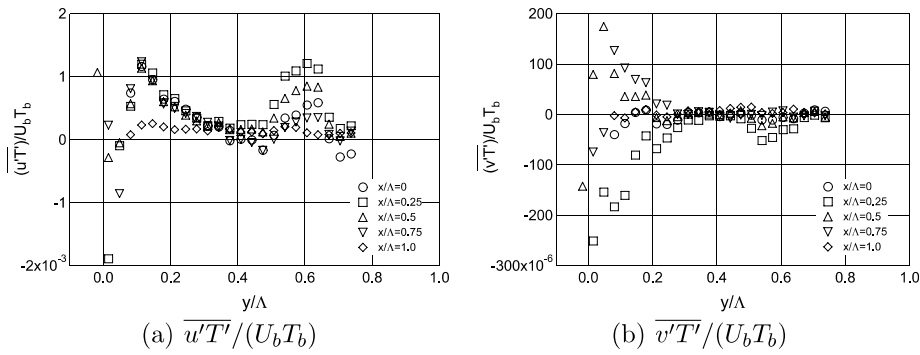 2
1
0
-1
-2x10⁻³
0.0 0.2 0.4 0.6 0.8 1.0
(u'T')/U_bT_b
y/Λ
x/Λ=0
x/Λ=0.25
x/Λ=0.5
x/Λ=0.75
x/Λ=1.0
(a) u'T'/(U_bT_b)
200
100
0
-100
-200
-300x10⁻⁶
0.0 0.2 0.4 0.6 0.8 1.0
(v'T')/U_bT_b
y/Λ
x/Λ=0
x/Λ=0.25
x/Λ=0.5
x/Λ=0.75
x/Λ=1.0
(b) v'T'/(U_bT_b)